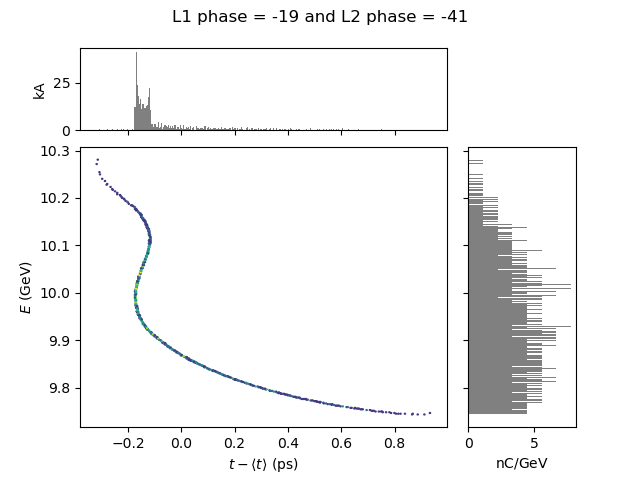 L1 phase = -19 and L2 phase = -41
25
0
kA
10.3
10.2
10.1
10.0
9.9
9.8
E (GeV)
−0.2 0.0 0.2 0.4 0.6 0.8
t − ⟨t⟩ (ps)
0 5
nC/GeV